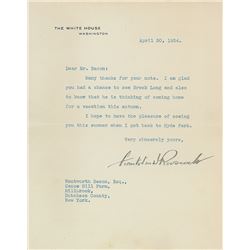 THE WHITE HOUSE
WASHINGTON
April 30, 1934.
Dear Mr. Bacon:
Many thanks for your note. I am glad
you had a chance to see Breck Long and also
to know that he is thinking of coming home
for a vacation this autumn.
I hope to have the pleasure of seeing
you this summer when I get back to Hyde Park.
Very sincerely yours,
Franklin D. Roosevelt
Wentworth Bacon, Esq.,
Canoe Hill Farm,
Millbrook,
Dutchess County,
New York.